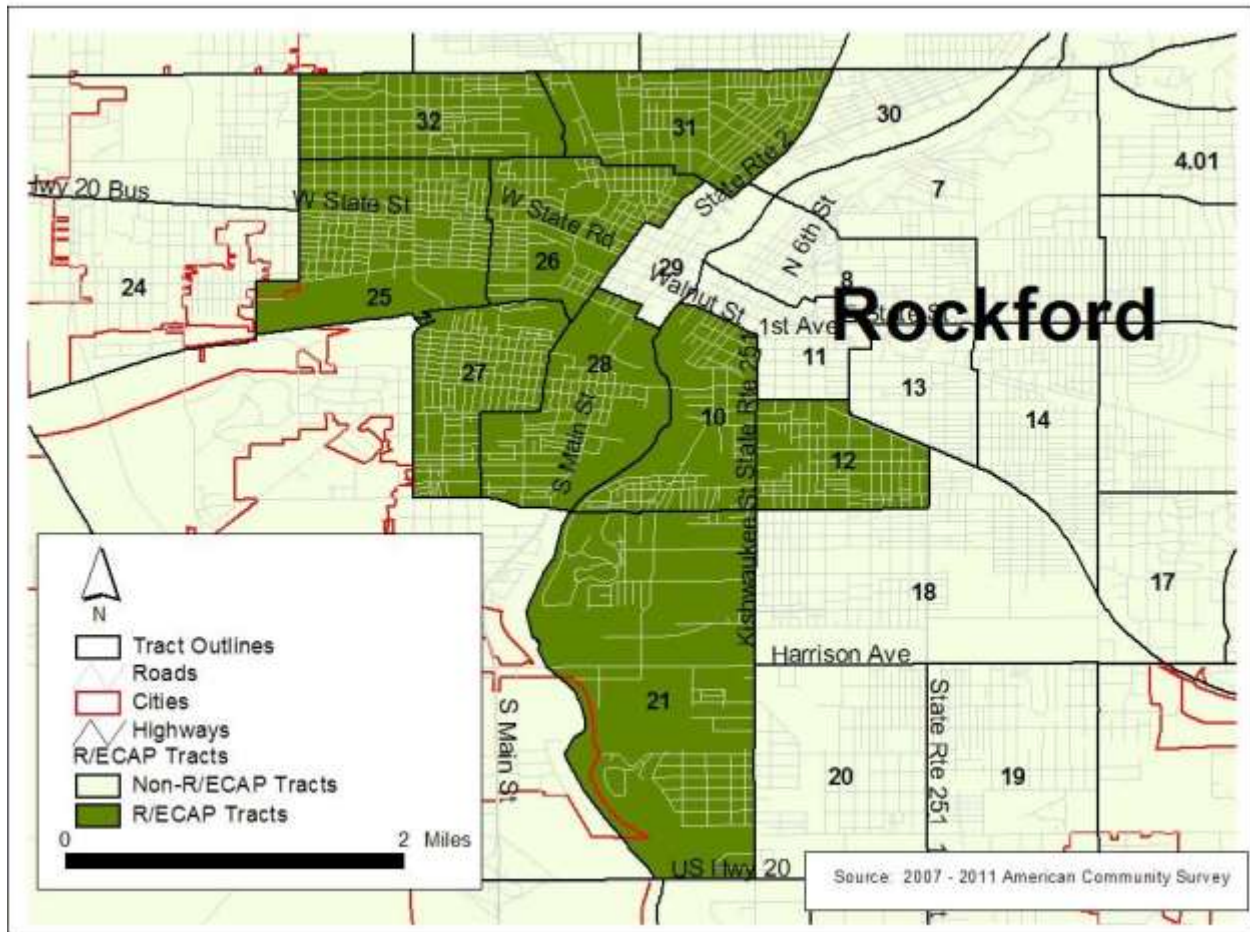 32
31
30
4.01
State Rte 2
7
Hwy 20 Bus
W State St
W State Rd
N 6th St
26
29
24
25
8
Walnut St
Rockford
State St
1st Ave
11
27
28
13
14
10
S Main St
12
Kishwaukee St State Rte 251
17
18
Harrison Ave
21
S Main St
State Rte 251
20
19
US Hwy 20
N
Tract Outlines
Roads
Cities
Highways
R/ECAP Tracts
Non-R/ECAP Tracts
R/ECAP Tracts
0 2 Miles
Source: 2007 - 2011 American Community Survey